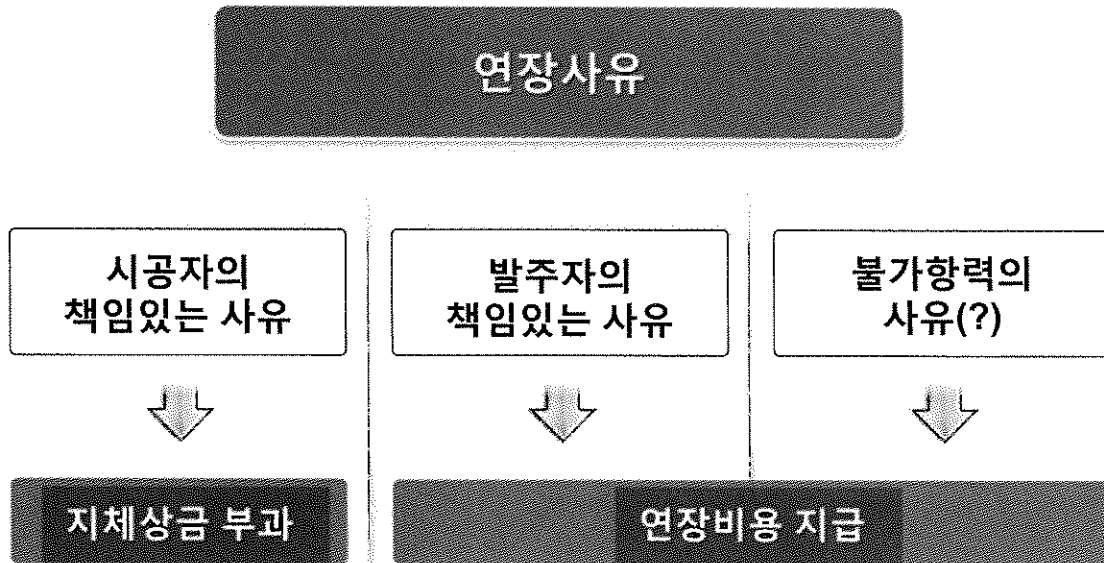 연장사유
시공자의
책임있는 사유
발주자의
책임있는 사유
불가항력의
사유(?)
지체상금 부과
연장비용 지급